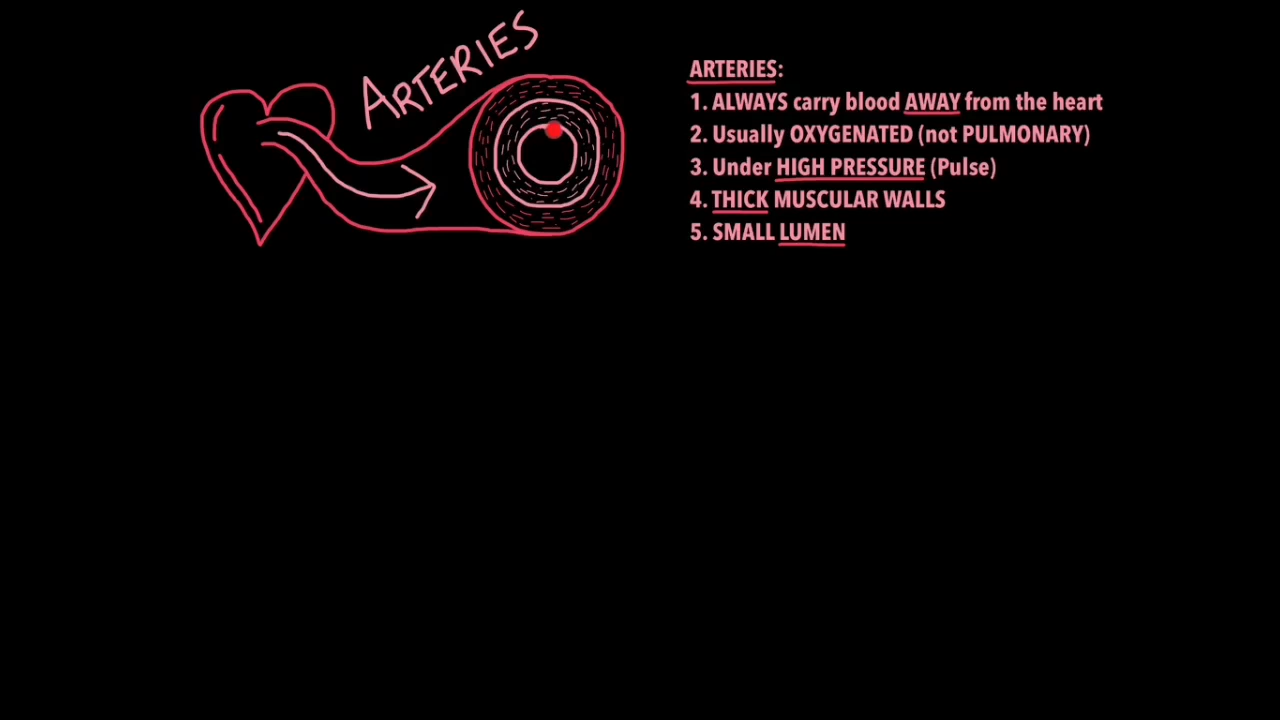 ARTERIES
ARTERIES:
1. ALWAYS carry blood AWAY from the heart
2. Usually OXYGENATED (not PULMONARY)
3. Under HIGH PRESSURE (Pulse)
4. THICK MUSCULAR WALLS
5. SMALL LUMEN